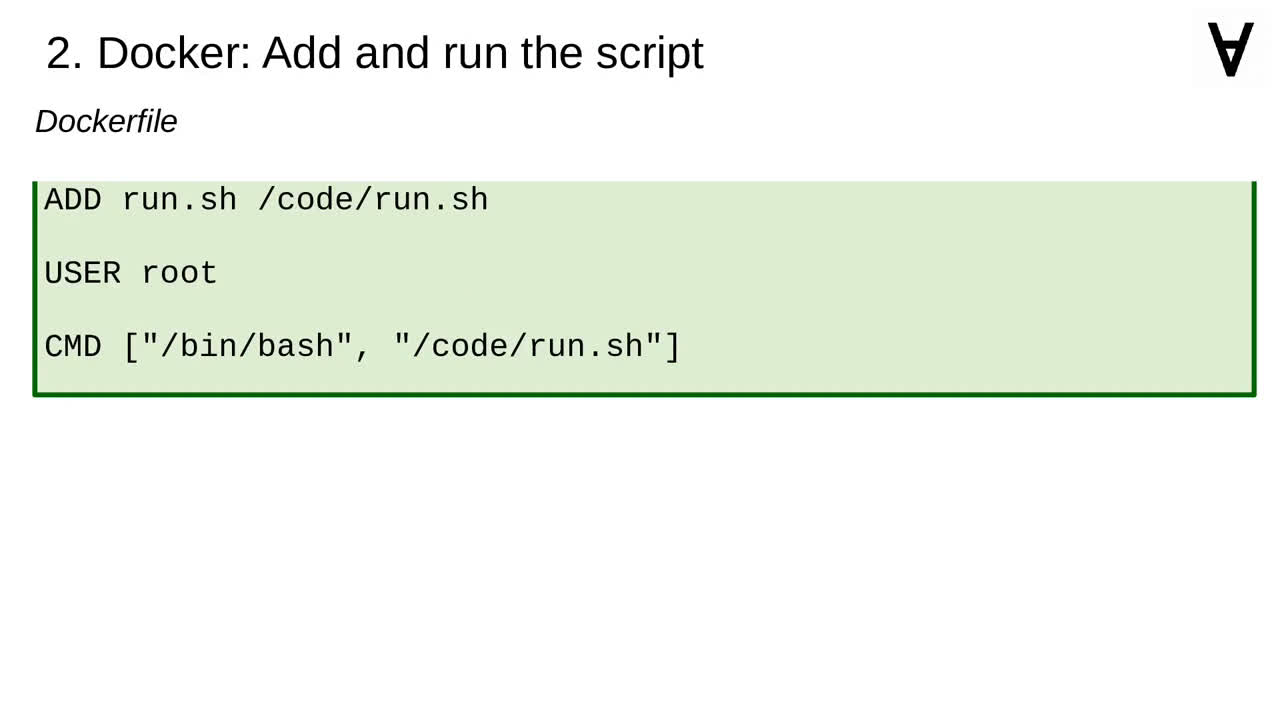 2. Docker: Add and run the script
∀
Dockerfile
ADD run.sh /code/run.sh
USER root
CMD ["/bin/bash", "/code/run.sh"]